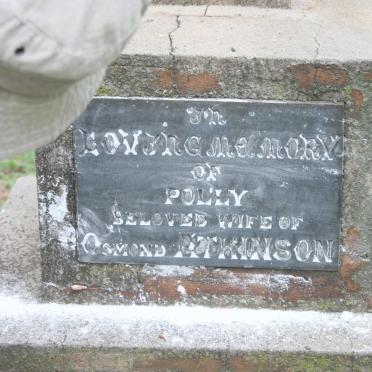 In
LOVING MEMORY
OF
POLLY
BELOVED WIFE OF
OSMOND ATKINSON